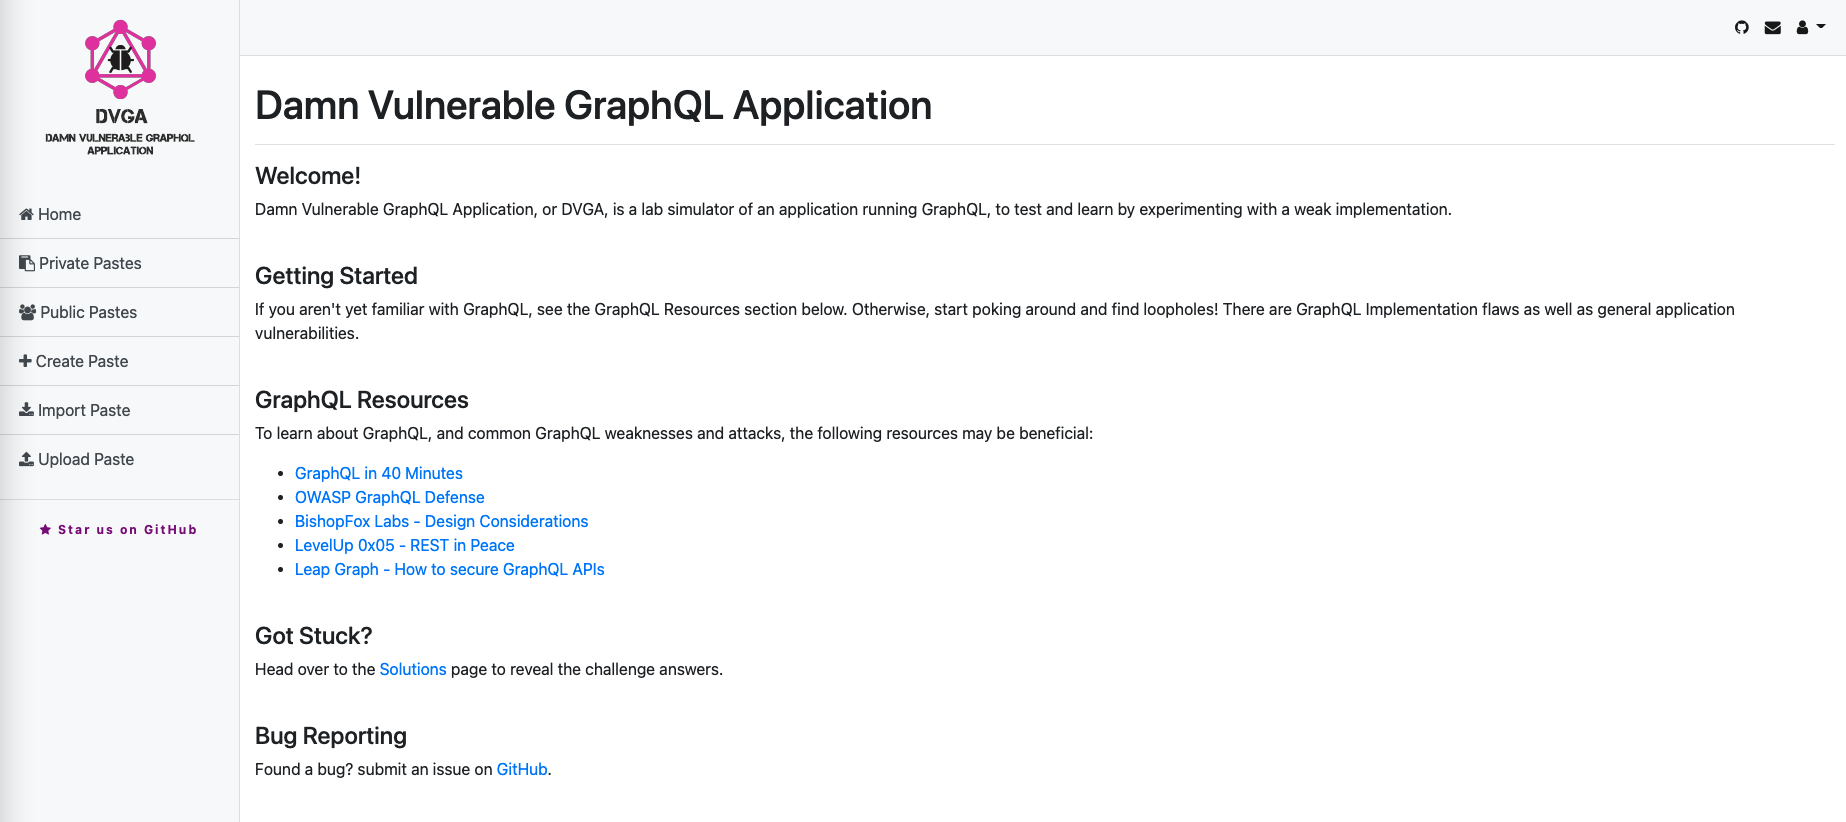 DVGA
DAMN VULNERABLE GRAPHQL
APPLICATION
Home
Private Pastes
Public Pastes
Create Paste
Import Paste
Upload Paste
Star us on GitHub
Damn Vulnerable GraphQL Application
Welcome!
Damn Vulnerable GraphQL Application, or DVGA, is a lab simulator of an application running GraphQL, to test and learn by experimenting with a weak implementation.
Getting Started
If you aren't yet familiar with GraphQL, see the GraphQL Resources section below. Otherwise, start poking around and find loopholes! There are GraphQL Implementation flaws as well as general application
vulnerabilities.
GraphQL Resources
To learn about GraphQL, and common GraphQL weaknesses and attacks, the following resources may be beneficial:
GraphQL in 40 Minutes
OWASP GraphQL Defense
BishopFox Labs - Design Considerations
LevelUp 0x05 - REST in Peace
Leap Graph - How to secure GraphQL APIs
Got Stuck?
Head over to the Solutions page to reveal the challenge answers.
Bug Reporting
Found a bug? submit an issue on GitHub.